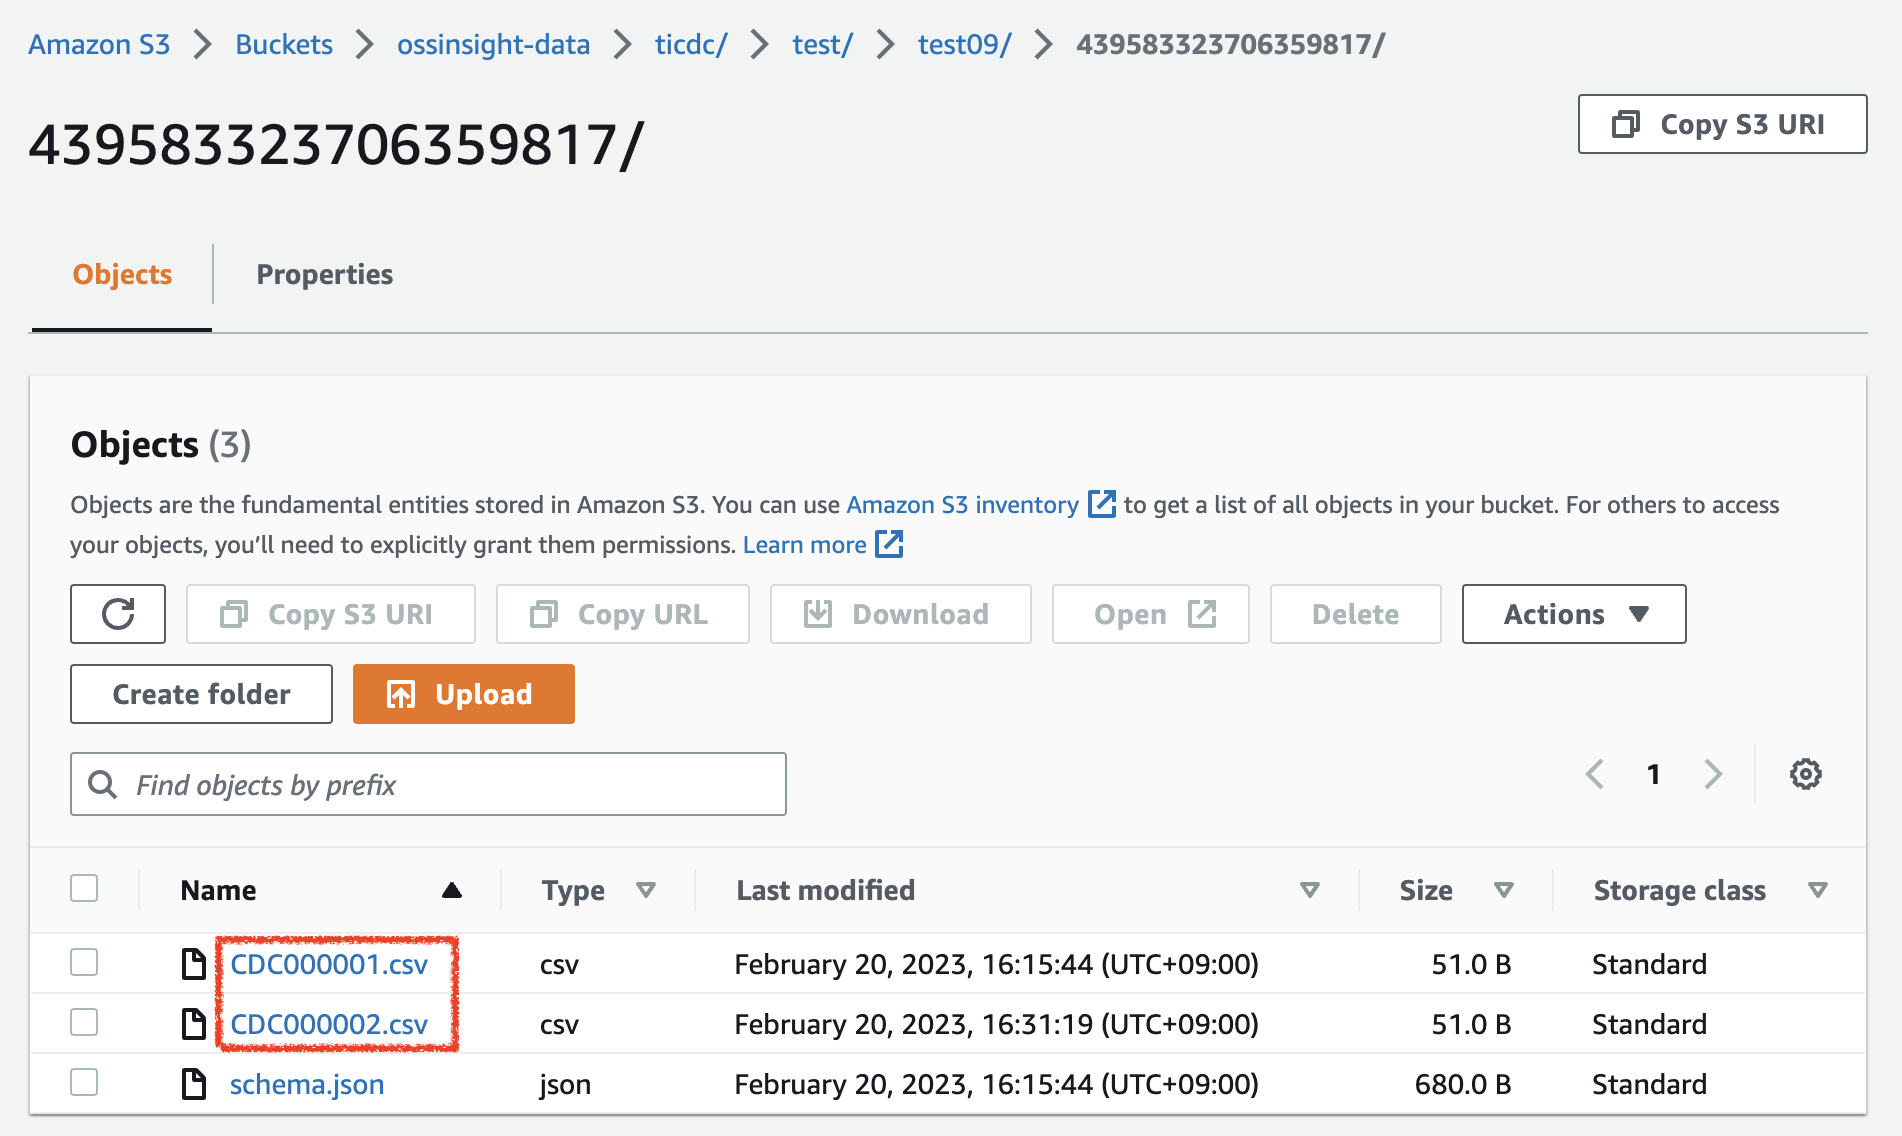 Amazon S3 > Buckets > ossinsight-data > ticdc/ > test/ > test09/ > 439583323706359817/
439583323706359817/
Copy S3 URI
Objects Properties
Objects (3)
Objects are the fundamental entities stored in Amazon S3. You can use Amazon S3 inventory to get a list of all objects in your bucket. For others to access
your objects, you’ll need to explicitly grant them permissions. Learn more
Copy S3 URI Copy URL Download Open Delete Actions
Create folder Upload
Find objects by prefix
1
Name Type Last modified Size Storage class
CDC000001.csv csv February 20, 2023, 16:15:44 (UTC+09:00) 51.0 B Standard
CDC000002.csv csv February 20, 2023, 16:31:19 (UTC+09:00) 51.0 B Standard
schema.json json February 20, 2023, 16:15:44 (UTC+09:00) 680.0 B Standard